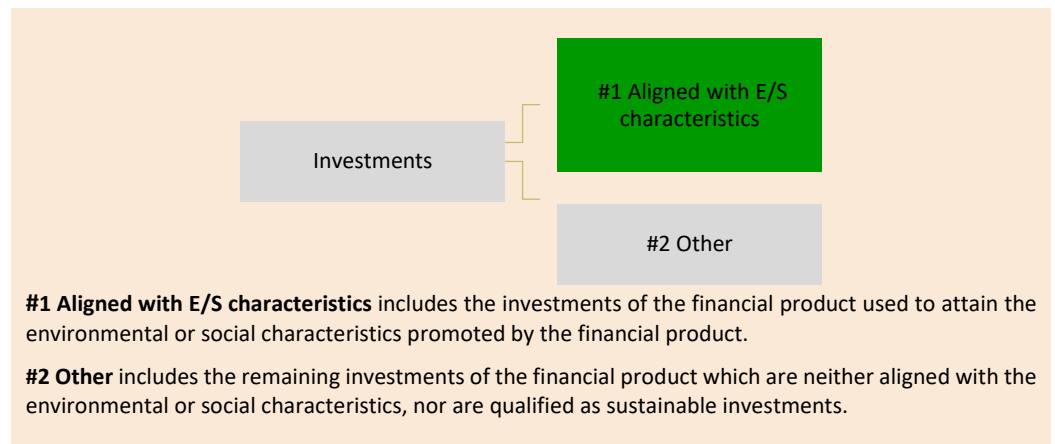 #1 Aligned with E/S
characteristics
Investments
#2 Other
#1 Aligned with E/S characteristics includes the investments of the financial product used to attain the
environmental or social characteristics promoted by the financial product.
#2 Other includes the remaining investments of the financial product which are neither aligned with the
environmental or social characteristics, nor are qualified as sustainable investments.